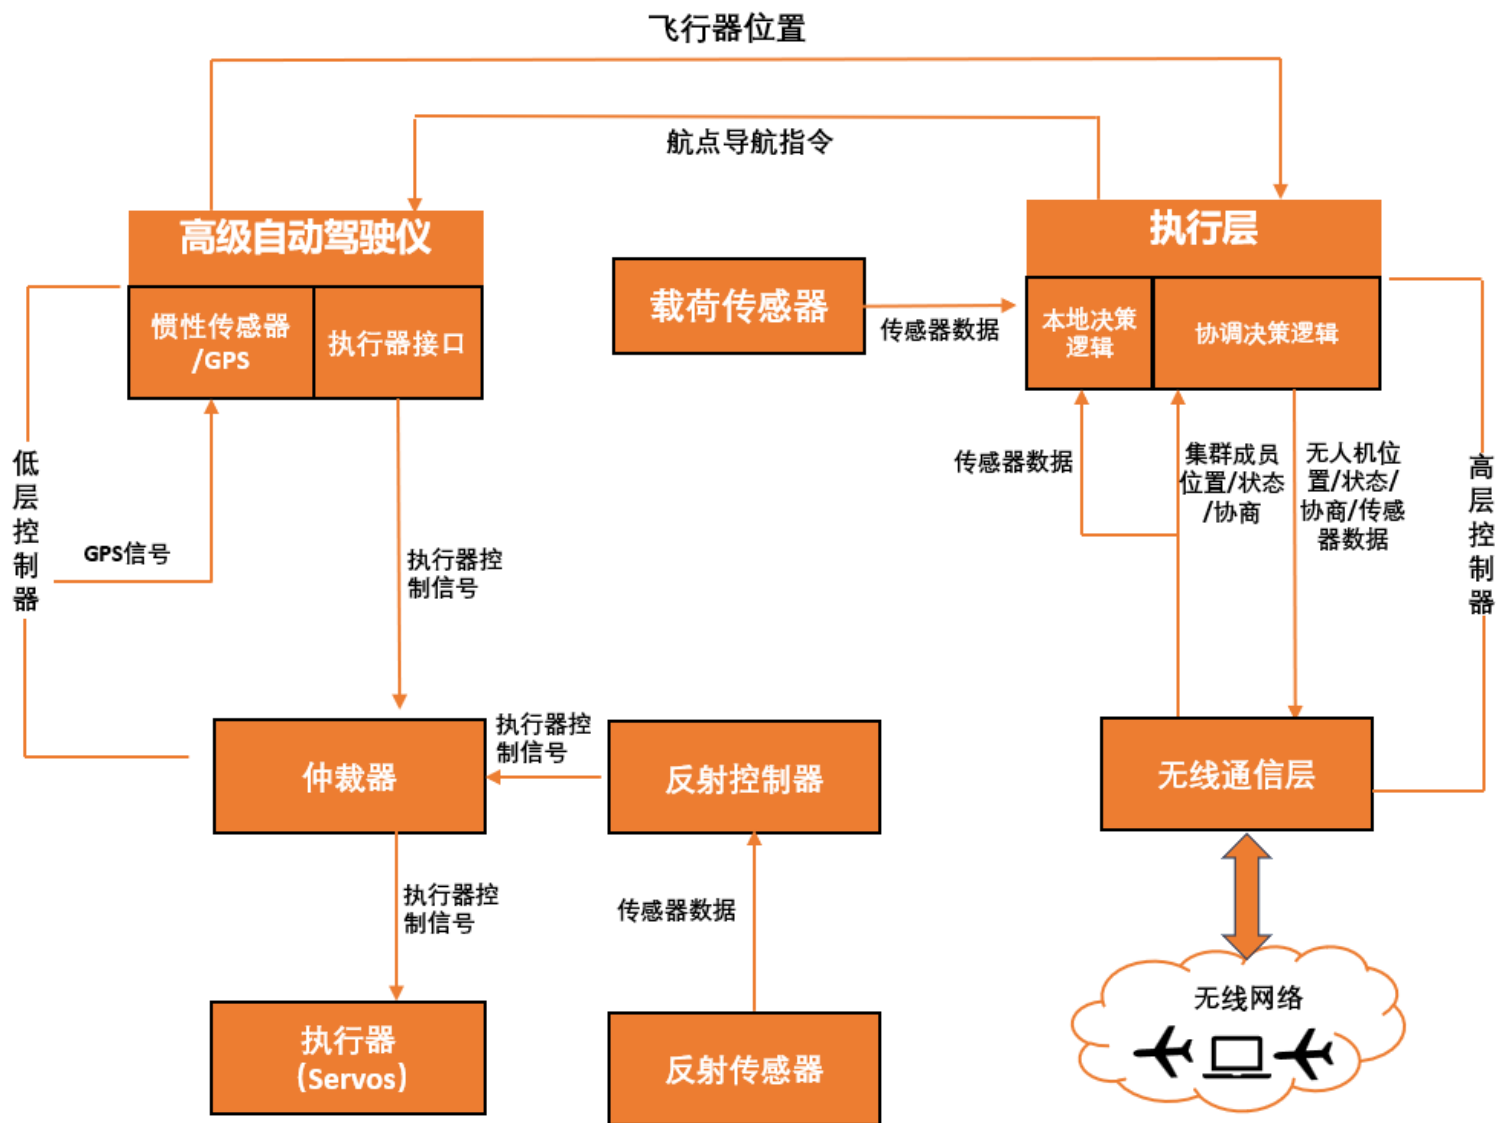 飞行器位置
航点导航指令
高级自动驾驶仪
惯性传感器
/GPS
执行器接口
载荷传感器
传感器数据
执行层
本地决策
逻辑
协调决策逻辑
低
层
控
制
器
GPS信号
执行器控
制信号
传感器数据
集群成员
位置/状态
/协商
无人机位
置/状态/
协商/传感
器数据
高
层
控
制
器
仲裁器
执行器控
制信号
反射控制器
无线通信层
执行器控
制信号
传感器数据
执行器
(Servos)
反射传感器
无线网络